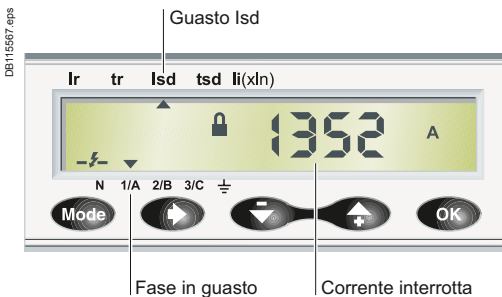 DB115567.eps
Guasto Isd
Ir tr Isd tsd Ii(xIn)
1352 A
N 1/A 2/B 3/C
Mode OK
Fase in guasto Corrente interrotta